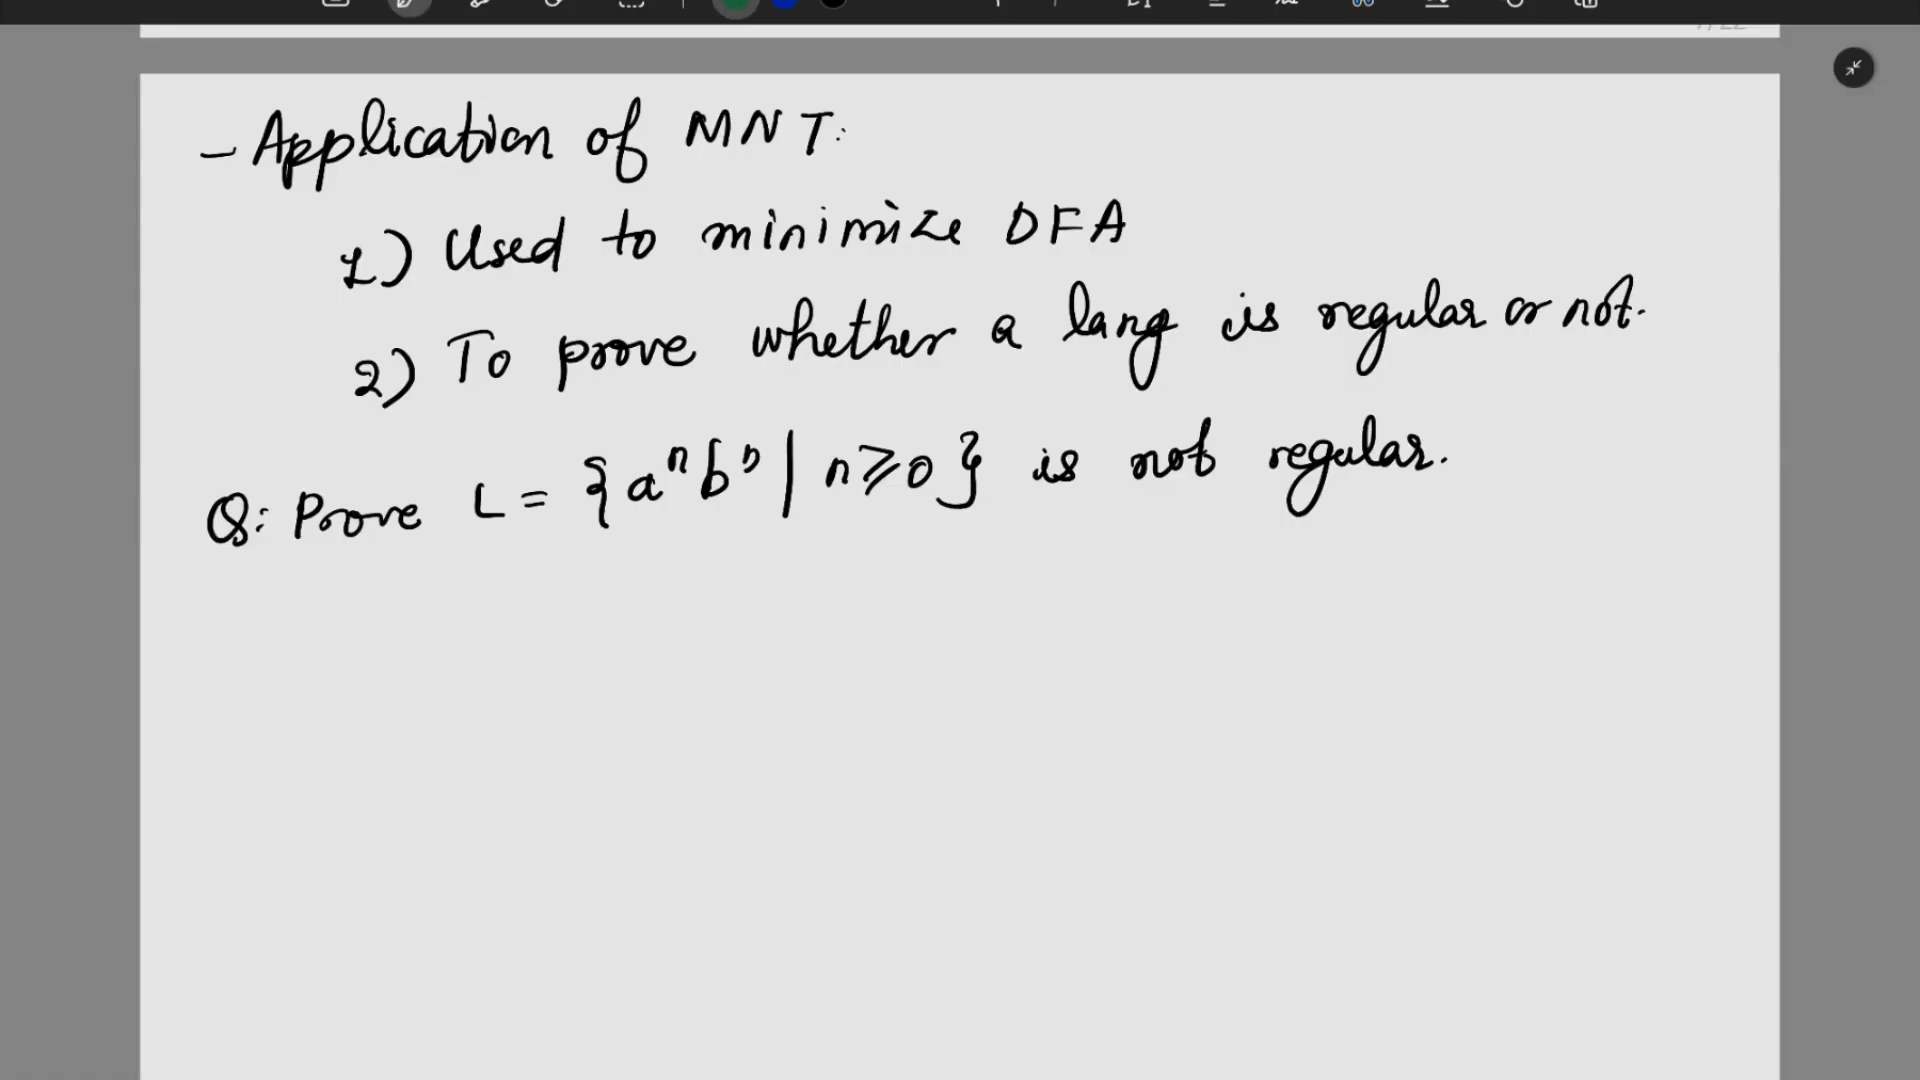 - Application of MNT:
1) Used to minimize DFA
2) To prove whether a lang is regular or not.
Q: Prove L = {aⁿbⁿ | n ≥ 0} is not regular.